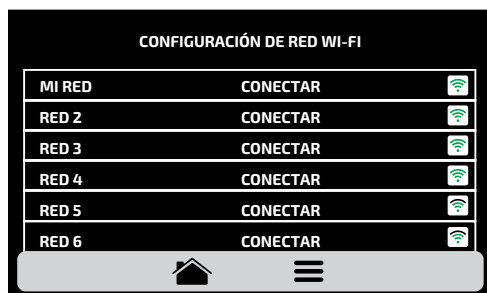 CONFIGURACIÓN DE RED WI-FI
MI RED CONECTAR
RED 2 CONECTAR
RED 3 CONECTAR
RED 4 CONECTAR
RED 5 CONECTAR
RED 6 CONECTAR